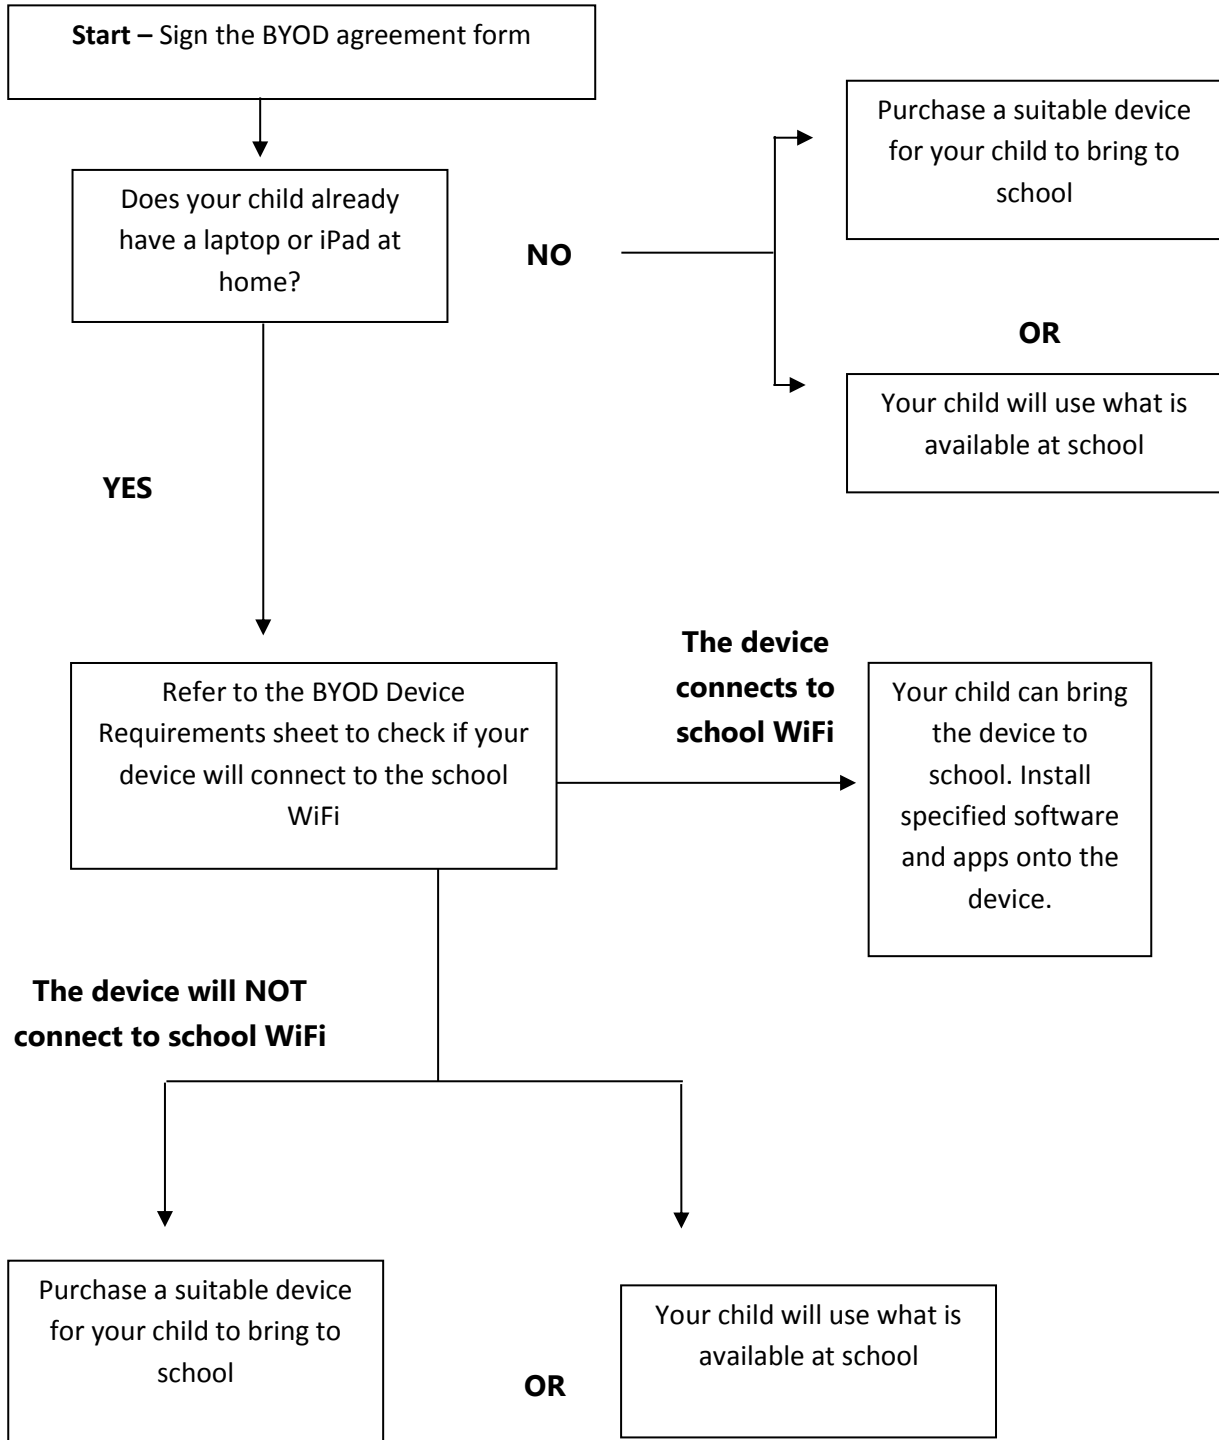 Start – Sign the BYOD agreement form
Does your child already
have a laptop or iPad at
home?
NO
Purchase a suitable device
for your child to bring to
school
OR
Your child will use what is
available at school
YES
Refer to the BYOD Device
Requirements sheet to check if your
device will connect to the school
WiFi
The device
connects to
school WiFi
Your child can bring
the device to
school. Install
specified software
and apps onto the
device.
The device will NOT
connect to school WiFi
Purchase a suitable device
for your child to bring to
school
OR
Your child will use what is
available at school